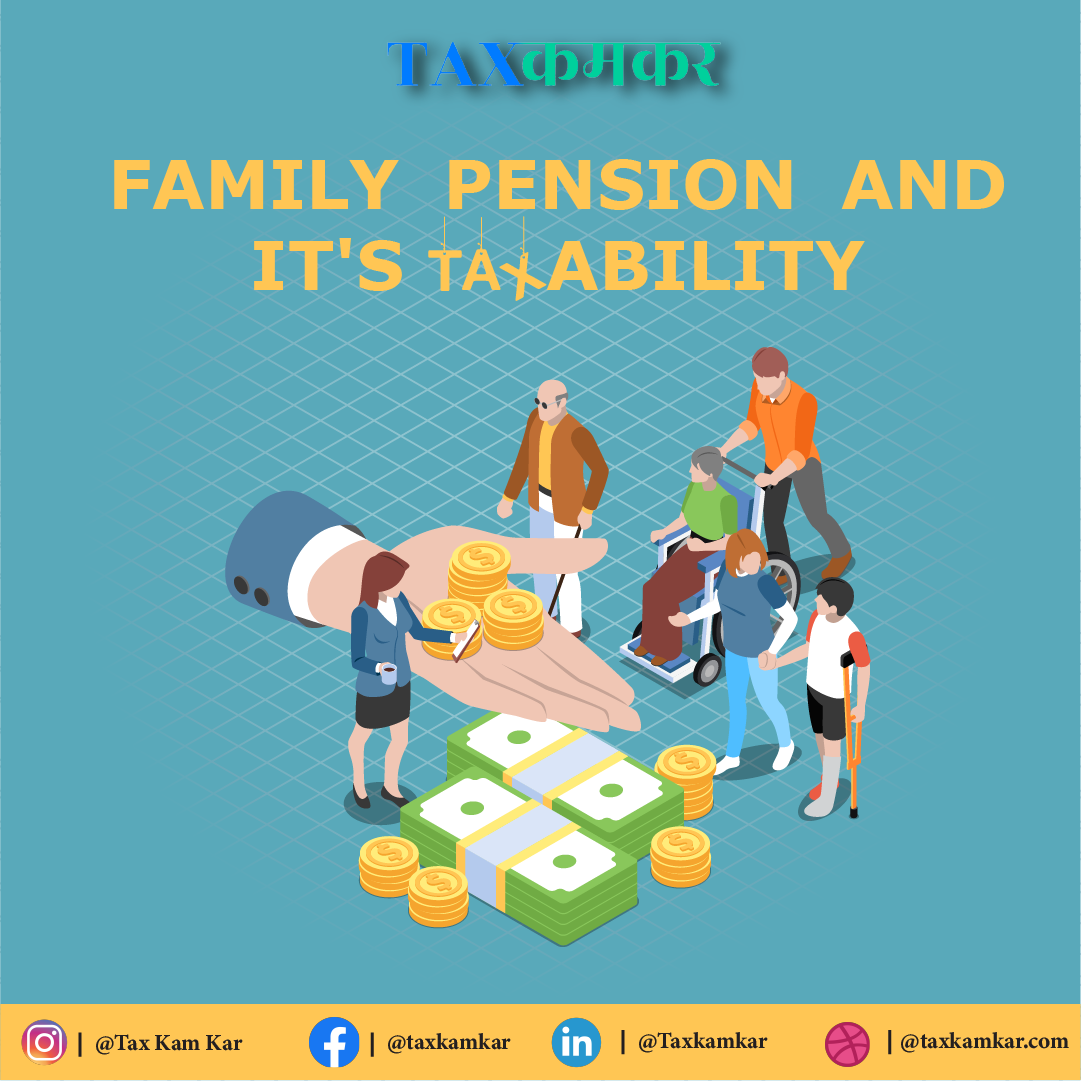 TAXकमकर
FAMILY PENSION AND
IT'S TAXABILITY
| @Tax Kam Kar | @taxkamkar | @Taxkamkar | @taxkamkar.com